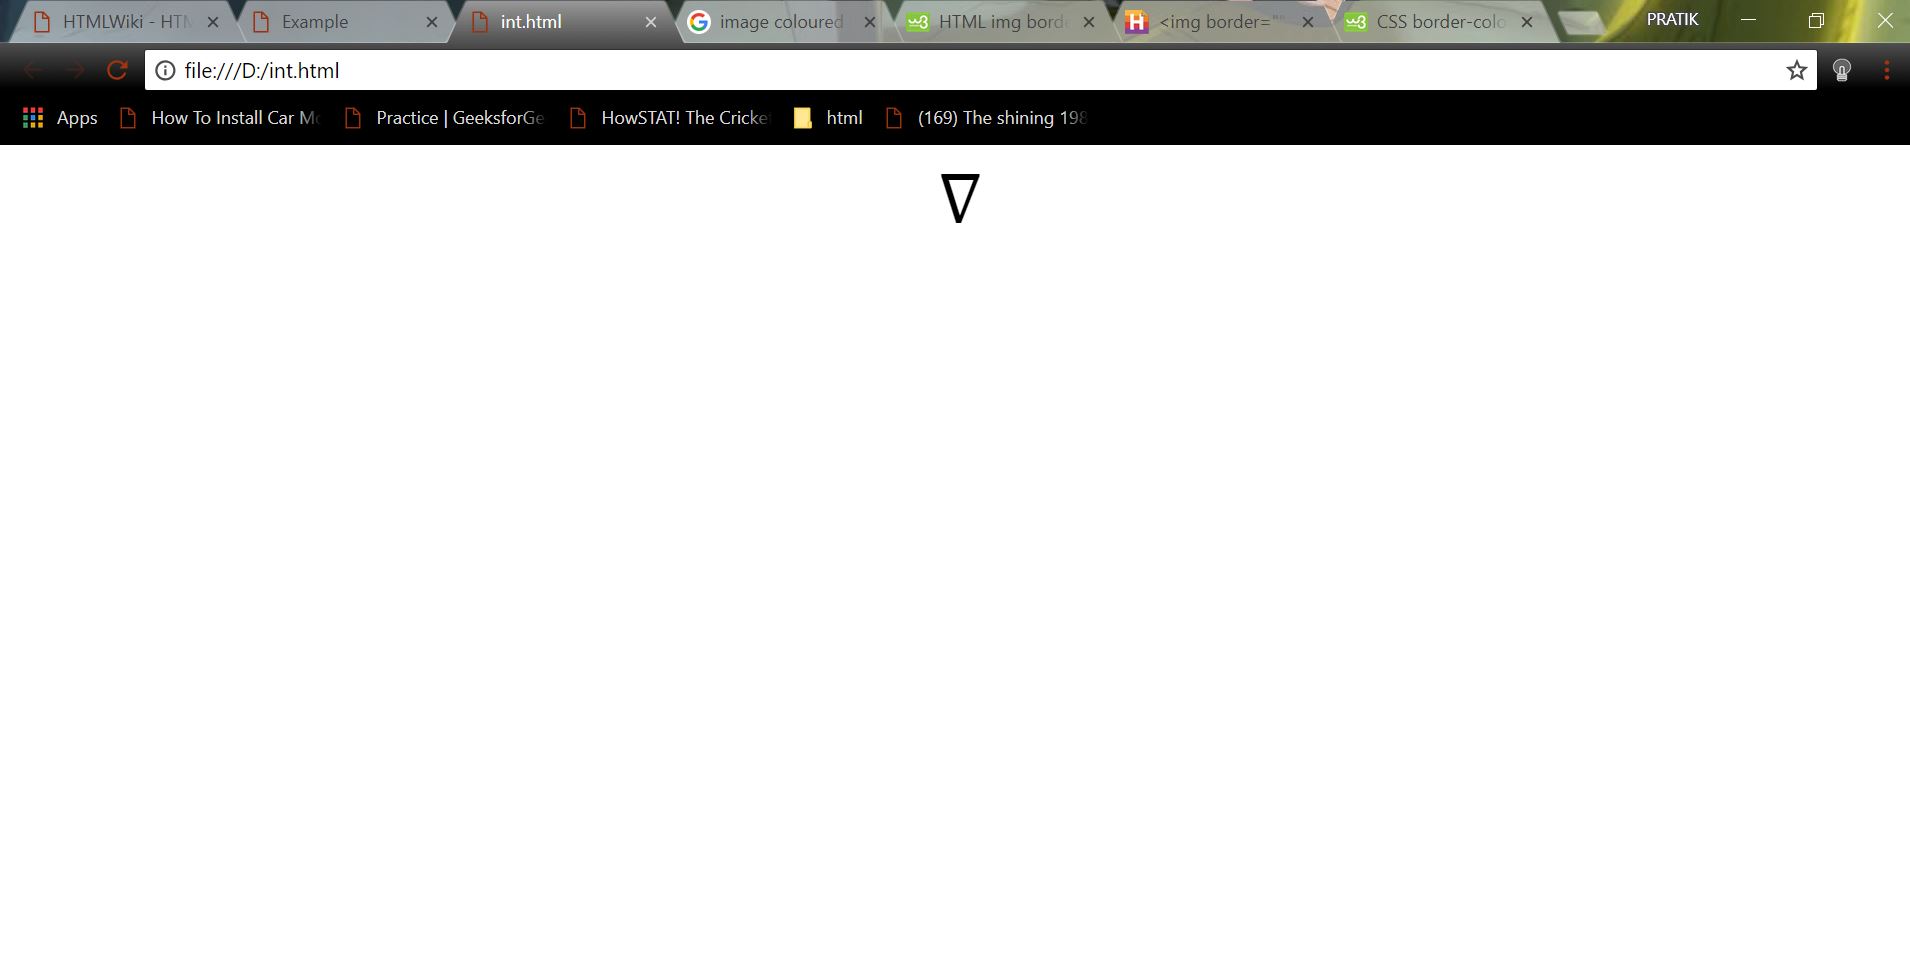 HTMLWiki - HTM Example int.html image coloured HTML img borde <img border="" CSS border-colo PRATIK
file:///D:/int.html
Apps How To Install Car Mo Practice | GeeksforGe HowSTAT! The Cricket html (169) The shining 198
∇